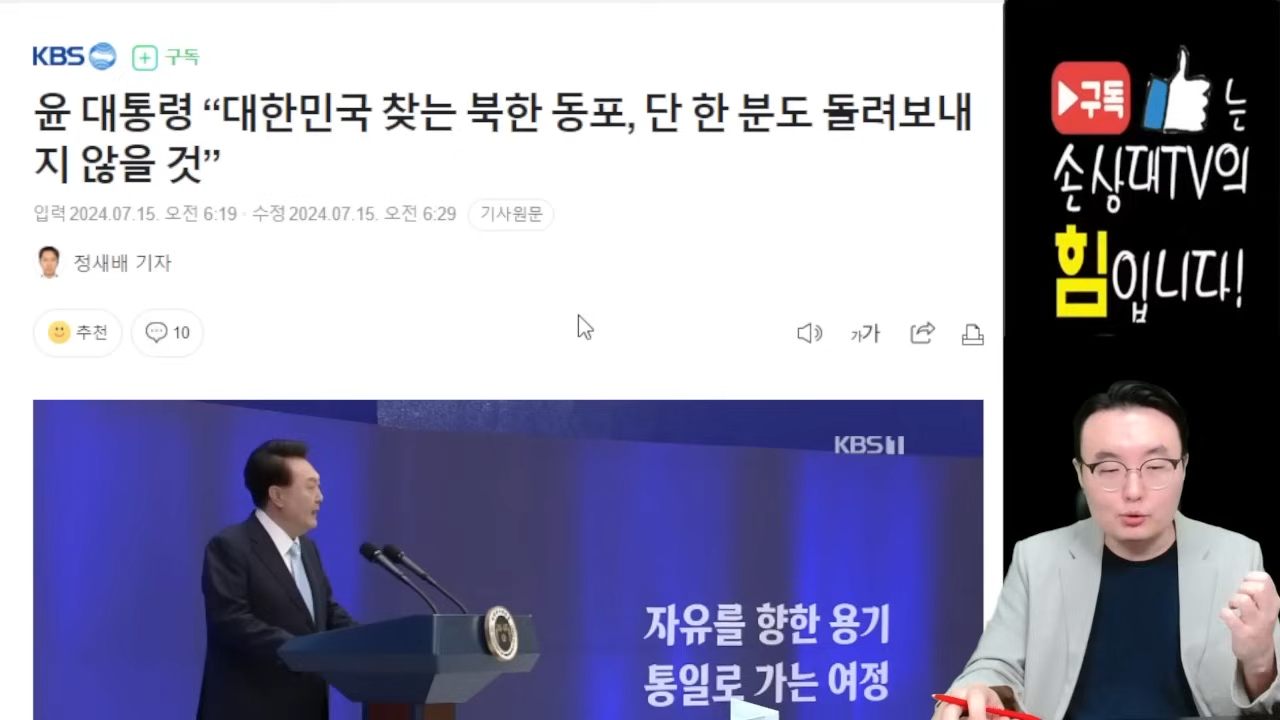 KBS 구독
윤 대통령 “대한민국 찾는 북한 동포, 단 한 분도 돌려보내
지 않을 것”
입력 2024.07.15. 오전 6:19 · 수정 2024.07.15. 오전 6:29 기사원문
정새배 기자
추천 10 가가
KBS 1
자유를 향한 용기
통일로 가는 여정
구독 는
손상대TV의
힘입니다!